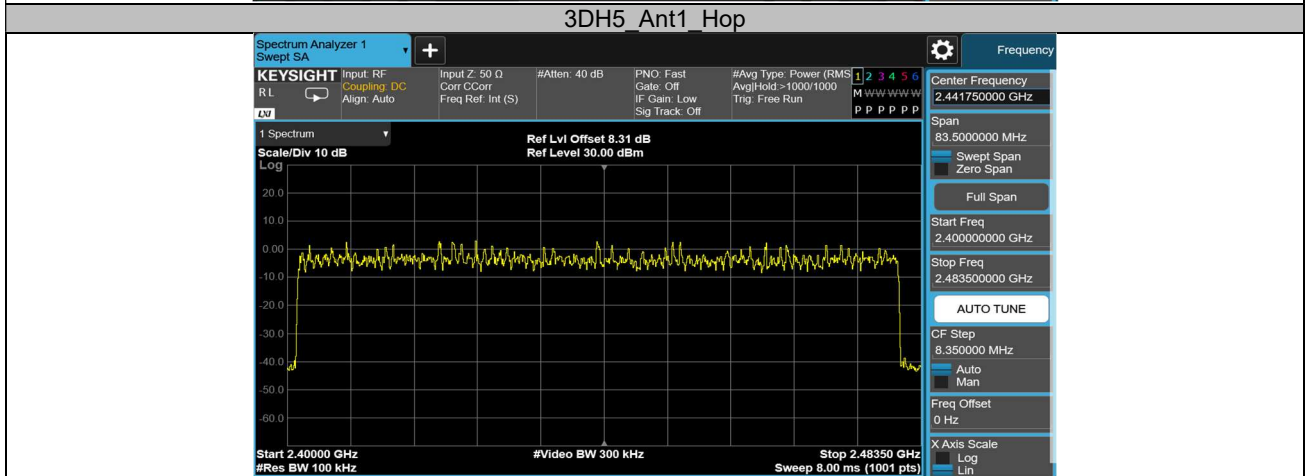 3DH5_Ant1_Hop
Spectrum Analyzer 1
Swept SA
Frequency
KEYSIGHT
R L
LXI
Input: RF
Coupling: DC
Align: Auto
Input Z: 50 Ω
Corr CCorr
Freq Ref: Int (S)
#Atten: 40 dB
PNO: Fast
Gate: Off
IF Gain: Low
Sig Track: Off
#Avg Type: Power (RMS
Avg|Hold:>1000/1000
Trig: Free Run
1 2 3 4 5 6
M W W W W W
P P P P P P
1 Spectrum
Scale/Div 10 dB
Log
Ref Lvl Offset 8.31 dB
Ref Level 30.00 dBm
20.0
10.0
0.00
-10.0
-20.0
-30.0
-40.0
-50.0
-60.0
Start 2.40000 GHz
#Res BW 100 kHz
#Video BW 300 kHz
Stop 2.48350 GHz
Sweep 8.00 ms (1001 pts)
Center Frequency
2.441750000 GHz
Span
83.5000000 MHz
Swept Span
Zero Span
Full Span
Start Freq
2.400000000 GHz
Stop Freq
2.483500000 GHz
AUTO TUNE
CF Step
8.350000 MHz
Auto
Man
Freq Offset
0 Hz
X Axis Scale
Log
Lin